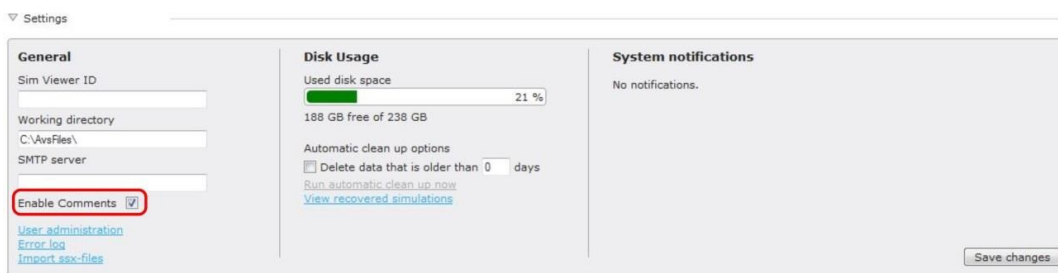 Settings
General
Sim Viewer ID
Working directory
C:\AvsFiles\
SMTP server
Enable Comments
User administration
Error log
Import ssx-files
Disk Usage
Used disk space
21 %
188 GB free of 238 GB
Automatic clean up options
Delete data that is older than 0 days
Run automatic clean up now
View recovered simulations
System notifications
No notifications.
Save changes